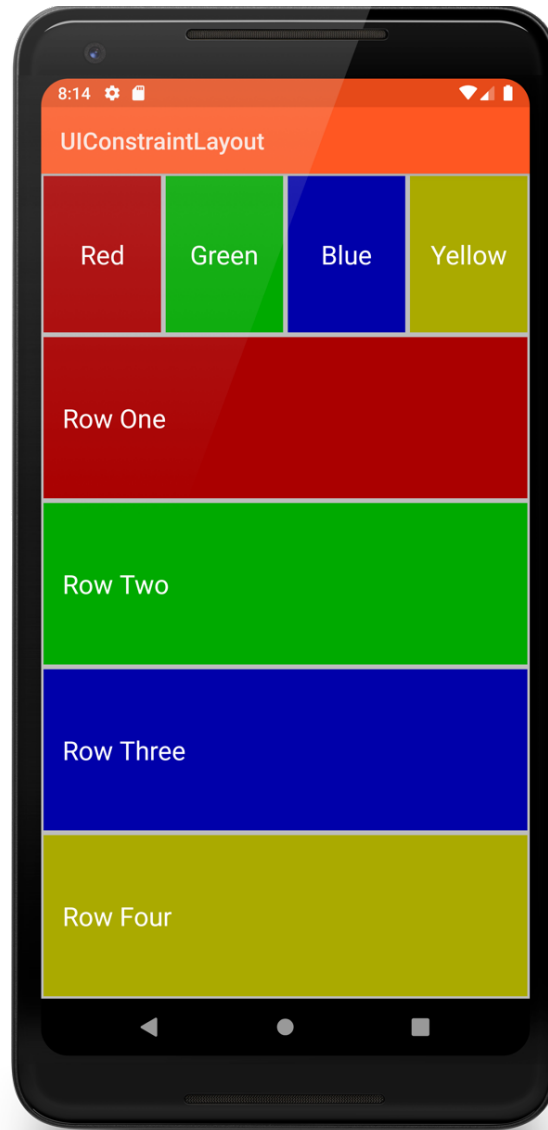 8:14
UIConstraintLayout
Red Green Blue Yellow
Row One
Row Two
Row Three
Row Four